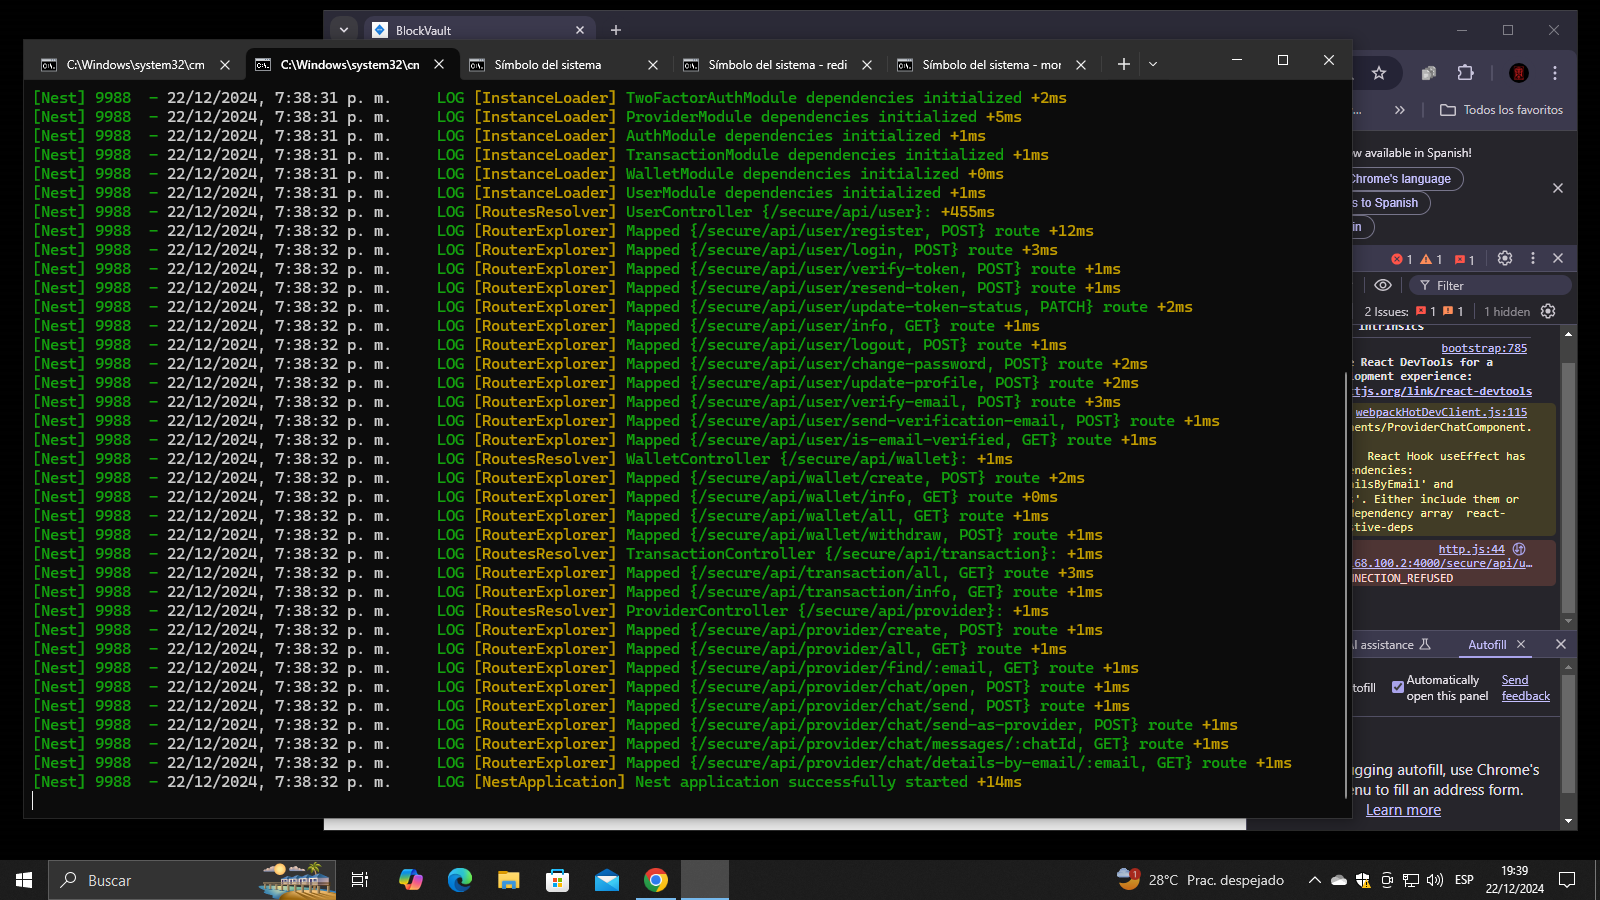 BlockVault
C:\Windows\system32\cm
C:\Windows\system32\cn
Símbolo del sistema
Símbolo del sistema - redi
Símbolo del sistema - mor
[Nest] 9988  - 22/12/2024, 7:38:31 p. m.     LOG [InstanceLoader] TwoFactorAuthModule dependencies initialized +2ms
[Nest] 9988  - 22/12/2024, 7:38:31 p. m.     LOG [InstanceLoader] ProviderModule dependencies initialized +5ms
[Nest] 9988  - 22/12/2024, 7:38:31 p. m.     LOG [InstanceLoader] AuthModule dependencies initialized +1ms
[Nest] 9988  - 22/12/2024, 7:38:31 p. m.     LOG [InstanceLoader] TransactionModule dependencies initialized +1ms
[Nest] 9988  - 22/12/2024, 7:38:31 p. m.     LOG [InstanceLoader] WalletModule dependencies initialized +0ms
[Nest] 9988  - 22/12/2024, 7:38:31 p. m.     LOG [InstanceLoader] UserModule dependencies initialized +1ms
[Nest] 9988  - 22/12/2024, 7:38:32 p. m.     LOG [RoutesResolver] UserController {/secure/api/user}: +455ms
[Nest] 9988  - 22/12/2024, 7:38:32 p. m.     LOG [RouterExplorer] Mapped {/secure/api/user/register, POST} route +12ms
[Nest] 9988  - 22/12/2024, 7:38:32 p. m.     LOG [RouterExplorer] Mapped {/secure/api/user/login, POST} route +3ms
[Nest] 9988  - 22/12/2024, 7:38:32 p. m.     LOG [RouterExplorer] Mapped {/secure/api/user/verify-token, POST} route +1ms
[Nest] 9988  - 22/12/2024, 7:38:32 p. m.     LOG [RouterExplorer] Mapped {/secure/api/user/resend-token, POST} route +1ms
[Nest] 9988  - 22/12/2024, 7:38:32 p. m.     LOG [RouterExplorer] Mapped {/secure/api/user/update-token-status, PATCH} route +2ms
[Nest] 9988  - 22/12/2024, 7:38:32 p. m.     LOG [RouterExplorer] Mapped {/secure/api/user/info, GET} route +1ms
[Nest] 9988  - 22/12/2024, 7:38:32 p. m.     LOG [RouterExplorer] Mapped {/secure/api/user/logout, POST} route +1ms
[Nest] 9988  - 22/12/2024, 7:38:32 p. m.     LOG [RouterExplorer] Mapped {/secure/api/user/change-password, POST} route +2ms
[Nest] 9988  - 22/12/2024, 7:38:32 p. m.     LOG [RouterExplorer] Mapped {/secure/api/user/update-profile, POST} route +2ms
[Nest] 9988  - 22/12/2024, 7:38:32 p. m.     LOG [RouterExplorer] Mapped {/secure/api/user/verify-email, POST} route +3ms
[Nest] 9988  - 22/12/2024, 7:38:32 p. m.     LOG [RouterExplorer] Mapped {/secure/api/user/send-verification-email, POST} route +1ms
[Nest] 9988  - 22/12/2024, 7:38:32 p. m.     LOG [RouterExplorer] Mapped {/secure/api/user/is-email-verified, GET} route +1ms
[Nest] 9988  - 22/12/2024, 7:38:32 p. m.     LOG [RoutesResolver] WalletController {/secure/api/wallet}: +1ms
[Nest] 9988  - 22/12/2024, 7:38:32 p. m.     LOG [RouterExplorer] Mapped {/secure/api/wallet/create, POST} route +2ms
[Nest] 9988  - 22/12/2024, 7:38:32 p. m.     LOG [RouterExplorer] Mapped {/secure/api/wallet/info, GET} route +0ms
[Nest] 9988  - 22/12/2024, 7:38:32 p. m.     LOG [RouterExplorer] Mapped {/secure/api/wallet/all, GET} route +1ms
[Nest] 9988  - 22/12/2024, 7:38:32 p. m.     LOG [RouterExplorer] Mapped {/secure/api/wallet/withdraw, POST} route +1ms
[Nest] 9988  - 22/12/2024, 7:38:32 p. m.     LOG [RoutesResolver] TransactionController {/secure/api/transaction}: +1ms
[Nest] 9988  - 22/12/2024, 7:38:32 p. m.     LOG [RouterExplorer] Mapped {/secure/api/transaction/all, GET} route +3ms
[Nest] 9988  - 22/12/2024, 7:38:32 p. m.     LOG [RouterExplorer] Mapped {/secure/api/transaction/info, GET} route +1ms
[Nest] 9988  - 22/12/2024, 7:38:32 p. m.     LOG [RoutesResolver] ProviderController {/secure/api/provider}: +1ms
[Nest] 9988  - 22/12/2024, 7:38:32 p. m.     LOG [RouterExplorer] Mapped {/secure/api/provider/create, POST} route +1ms
[Nest] 9988  - 22/12/2024, 7:38:32 p. m.     LOG [RouterExplorer] Mapped {/secure/api/provider/all, GET} route +1ms
[Nest] 9988  - 22/12/2024, 7:38:32 p. m.     LOG [RouterExplorer] Mapped {/secure/api/provider/find/:email, GET} route +1ms
[Nest] 9988  - 22/12/2024, 7:38:32 p. m.     LOG [RouterExplorer] Mapped {/secure/api/provider/chat/open, POST} route +1ms
[Nest] 9988  - 22/12/2024, 7:38:32 p. m.     LOG [RouterExplorer] Mapped {/secure/api/provider/chat/send, POST} route +1ms
[Nest] 9988  - 22/12/2024, 7:38:32 p. m.     LOG [RouterExplorer] Mapped {/secure/api/provider/chat/send-as-provider, POST} route +1ms
[Nest] 9988  - 22/12/2024, 7:38:32 p. m.     LOG [RouterExplorer] Mapped {/secure/api/provider/chat/messages/:chatId, GET} route +1ms
[Nest] 9988  - 22/12/2024, 7:38:32 p. m.     LOG [RouterExplorer] Mapped {/secure/api/provider/chat/details-by-email/:email, GET} route +1ms
[Nest] 9988  - 22/12/2024, 7:38:32 p. m.     LOG [NestApplication] Nest application successfully started +14ms
Todos los favoritos
ow available in Spanish!
Chrome's language
s to Spanish
in
1 1 1
Filter
2 Issues: 1 1 1 hidden
intrinsics
bootstrap:785
React DevTools for a
lopment experience:
tjs.org/link/react-devtools
webpackHotDevClient.js:115
nents/ProviderChatComponent.
React Hook useEffect has
endencies:
ailsByEmail' and
'. Either include them or
dependency array  react-
stive-deps
http.js:44
68.100.2:4000/secure/api/u…
NNECTION_REFUSED
I assistance
Autofill
tofill
Automatically open this panel
Send feedback
ugging autofill, use Chrome's
enu to fill an address form.
Learn more
Buscar
1
28°C Prac. despejado
ESP
19:39
22/12/2024